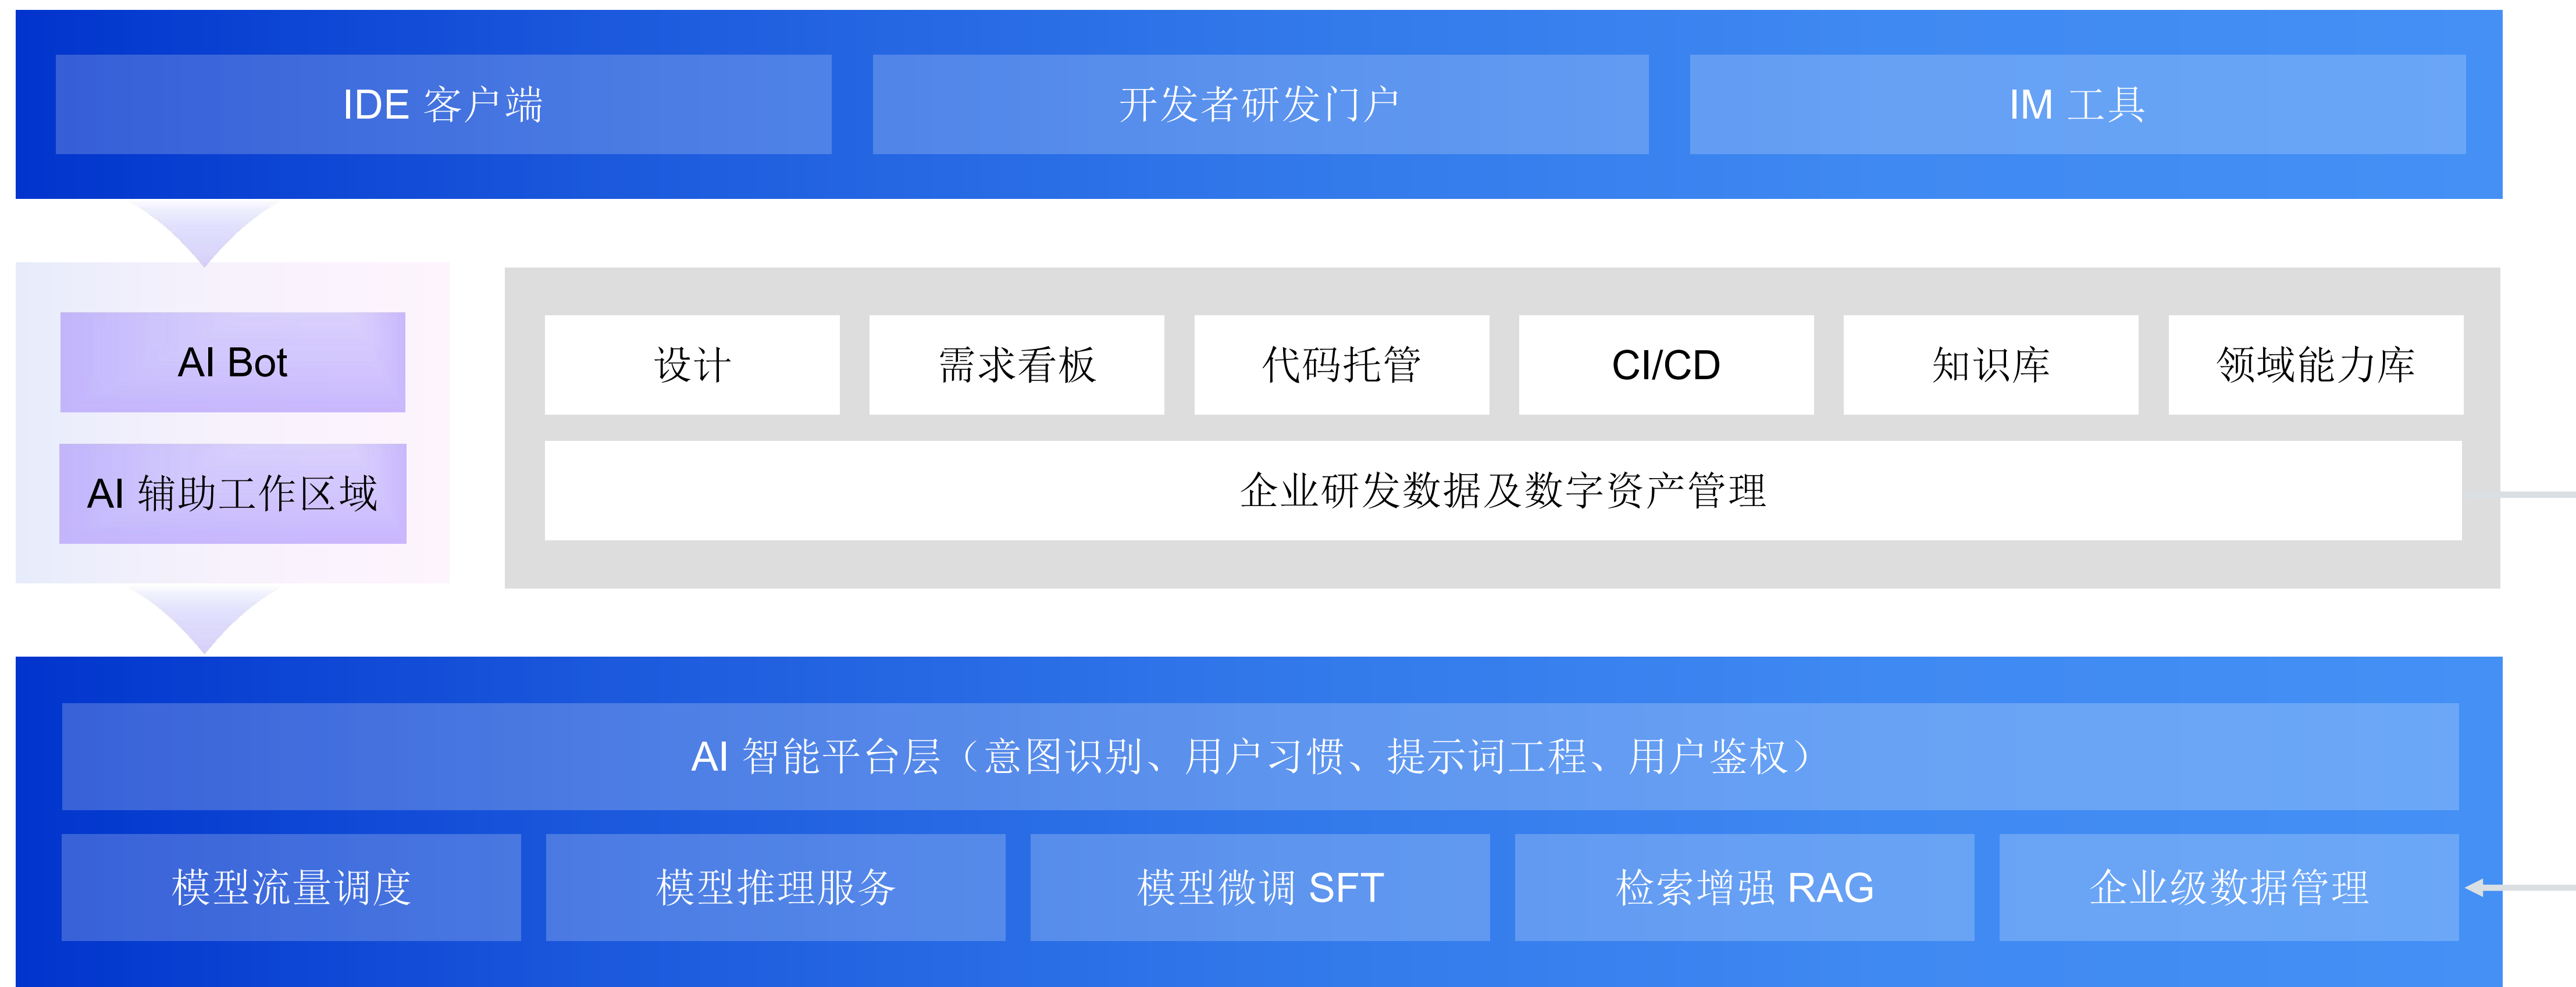 IDE 客户端
开发者研发门户
IM 工具
AI Bot
AI 辅助工作区域
设计
需求看板
代码托管
CI/CD
知识库
领域能力库
企业研发数据及数字资产管理
AI 智能平台层（意图识别、用户习惯、提示词工程、用户鉴权）
模型流量调度
模型推理服务
模型微调 SFT
检索增强 RAG
企业级数据管理